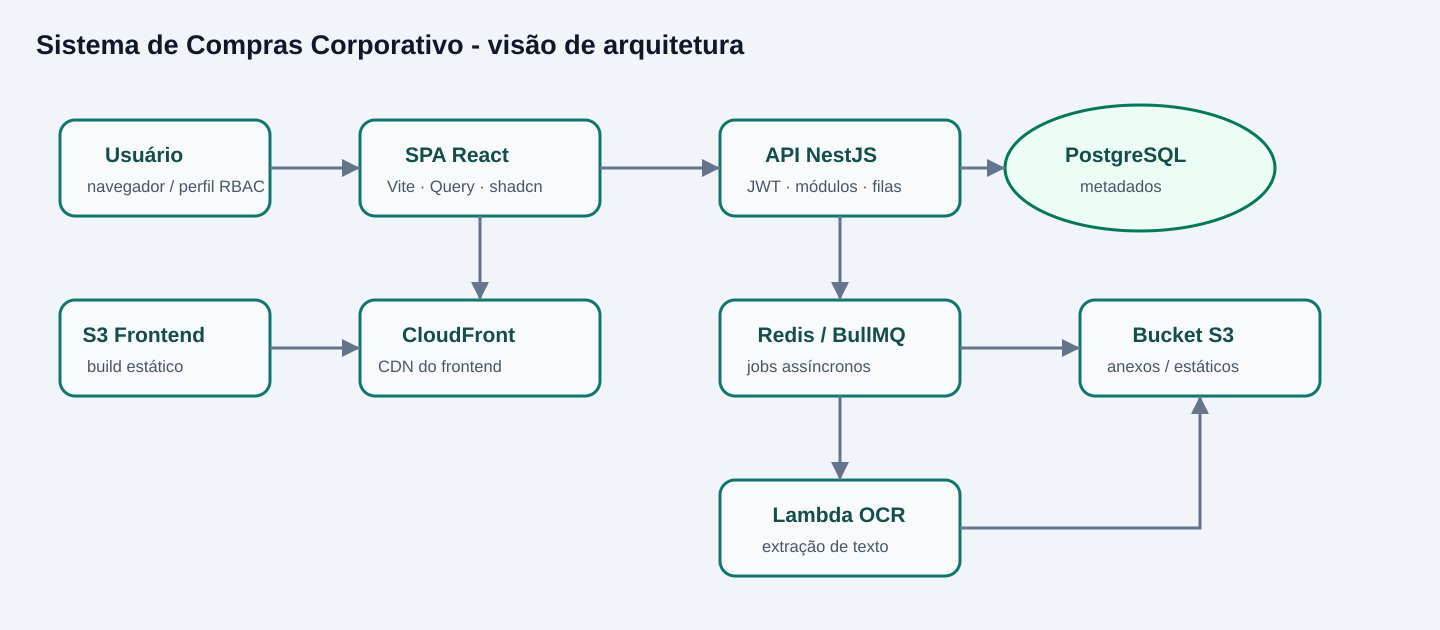 Sistema de Compras Corporativo - visão de arquitetura
Usuário
navegador / perfil RBAC
SPA React
Vite · Query · shadcn
API NestJS
JWT · módulos · filas
PostgreSQL
metadados
S3 Frontend
build estático
CloudFront
CDN do frontend
Redis / BullMQ
jobs assíncronos
Bucket S3
anexos / estáticos
Lambda OCR
extração de texto